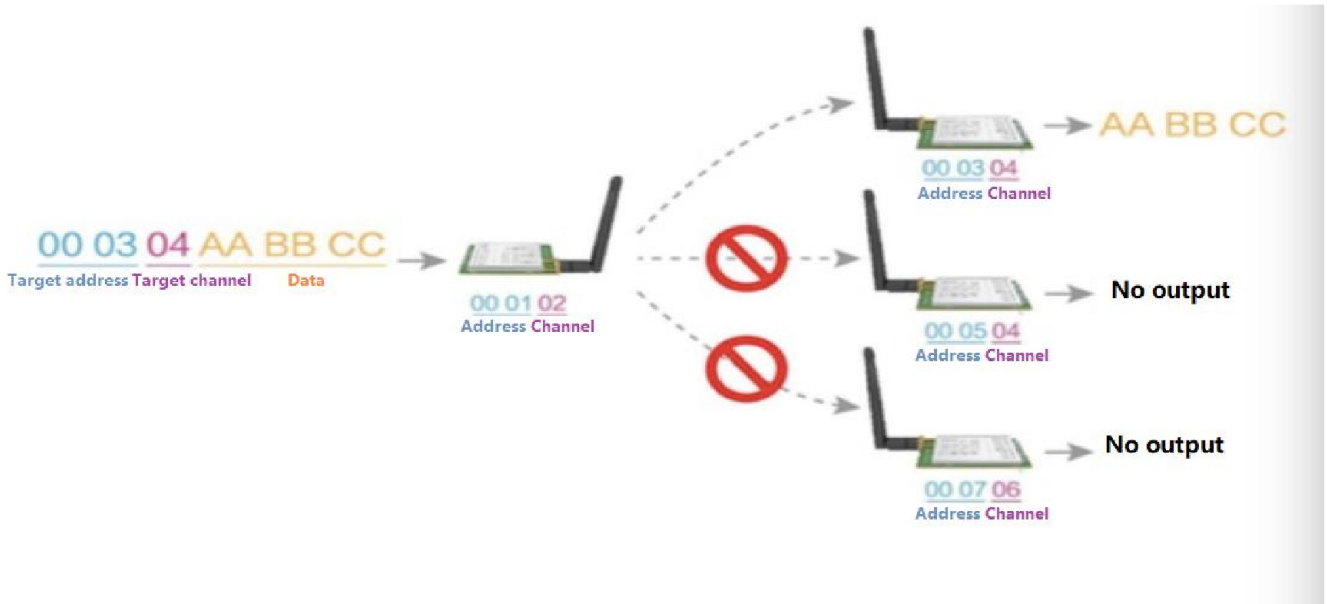 00 03 04 AA BB CC
Target address Target channel Data
00 01 02
Address Channel
00 03 04
Address Channel
AA BB CC
00 05 04
Address Channel
No output
00 07 06
Address Channel
No output